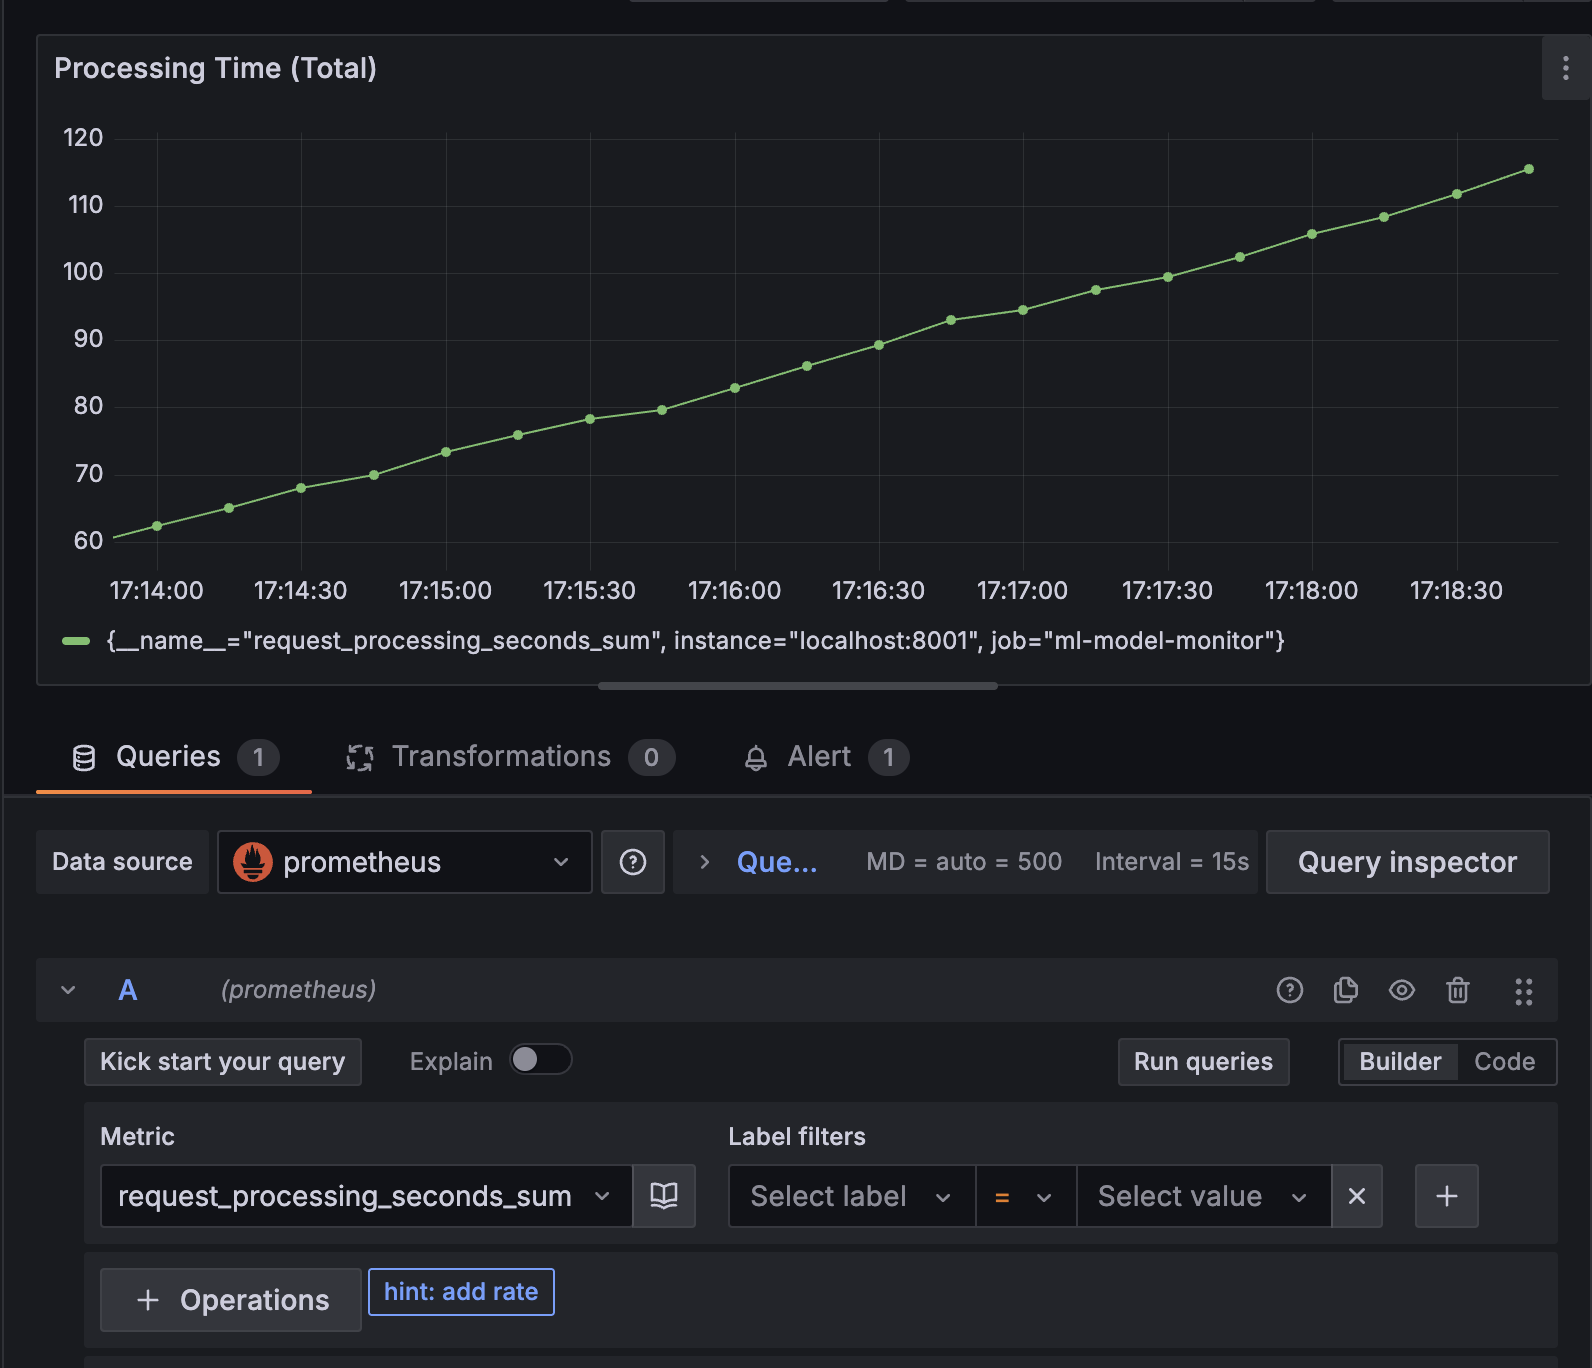 Processing Time (Total)
120
110
100
90
80
70
60
17:14:00 17:14:30 17:15:00 17:15:30 17:16:00 17:16:30 17:17:00 17:17:30 17:18:00 17:18:30
{__name__="request_processing_seconds_sum", instance="localhost:8001", job="ml-model-monitor"}
Queries 1 Transformations 0 Alert 1
Data source prometheus Que... MD = auto = 500 Interval = 15s Query inspector
A (prometheus)
Kick start your query Explain Run queries Builder Code
Metric Label filters
request_processing_seconds_sum Select label = Select value
+ Operations hint: add rate